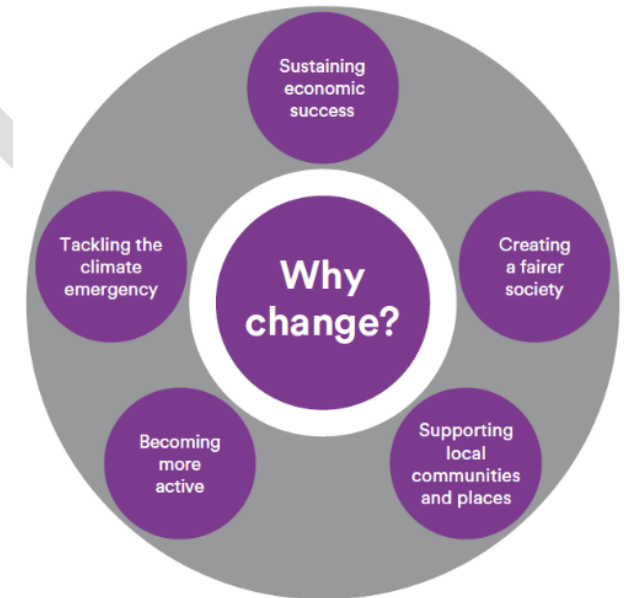 Sustaining
economic
success
Tackling the
climate
emergency
Why
change?
Creating
a fairer
society
Becoming
more
active
Supporting
local
communities
and places